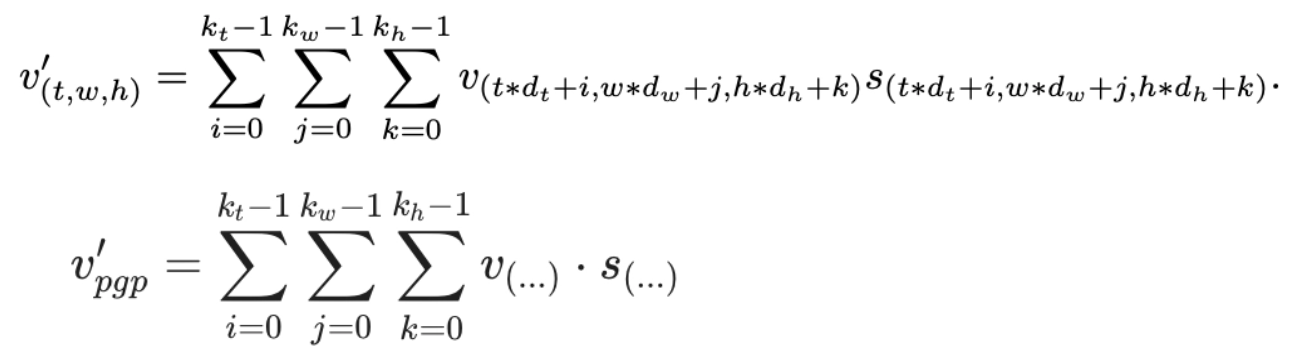 $v'_{(t,w,h)} = \sum_{i=0}^{k_t-1} \sum_{j=0}^{k_w-1} \sum_{k=0}^{k_h-1} v_{(t*d_t+i,w*d_w+j,h*d_h+k)} s_{(t*d_t+i,w*d_w+j,h*d_h+k)}.$
$v'_{pgp} = \sum_{i=0}^{k_t-1} \sum_{j=0}^{k_w-1} \sum_{k=0}^{k_h-1} v_{(...)} \cdot s_{(...)}$